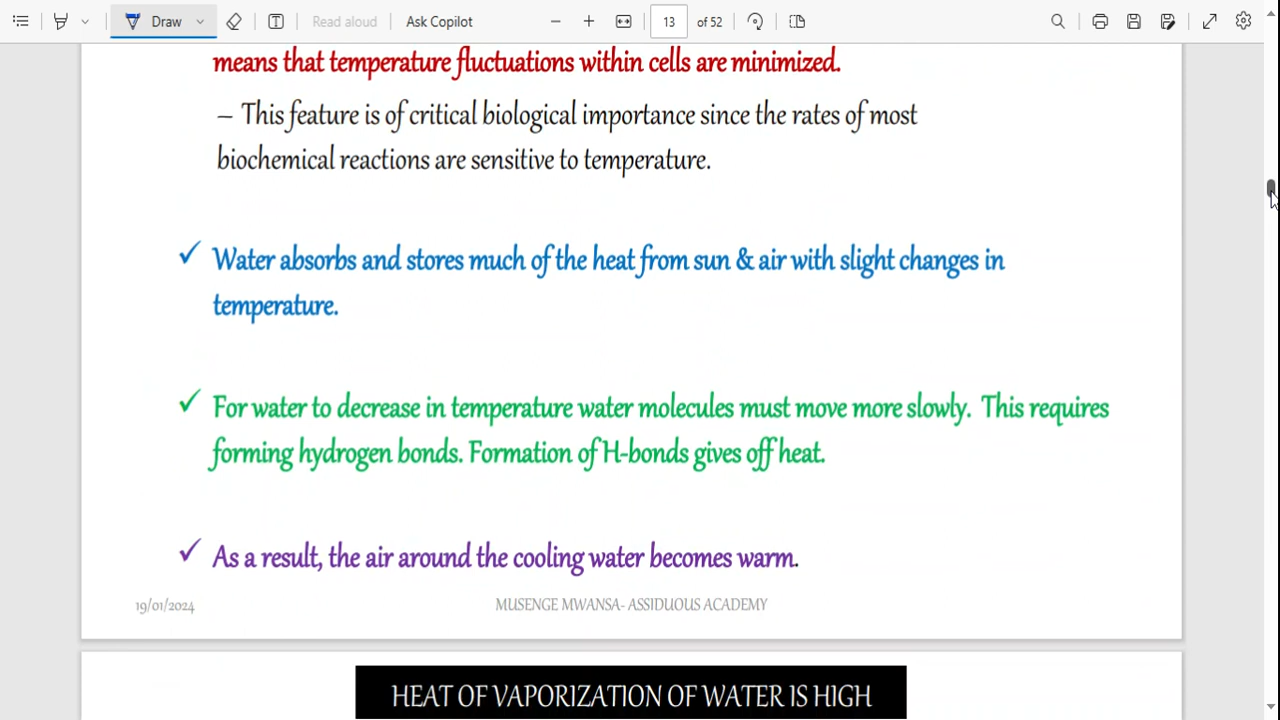 Draw
Read aloud
Ask Copilot
13
of 52
means that temperature fluctuations within cells are minimized.
– This feature is of critical biological importance since the rates of most
biochemical reactions are sensitive to temperature.
✓ Water absorbs and stores much of the heat from sun & air with slight changes in
temperature.
✓ For water to decrease in temperature water molecules must move more slowly. This requires
forming hydrogen bonds. Formation of H-bonds gives off heat.
✓ As a result, the air around the cooling water becomes warm.
19/01/2024
MUSENGE MWANSA- ASSIDUOUS ACADEMY
HEAT OF VAPORIZATION OF WATER IS HIGH